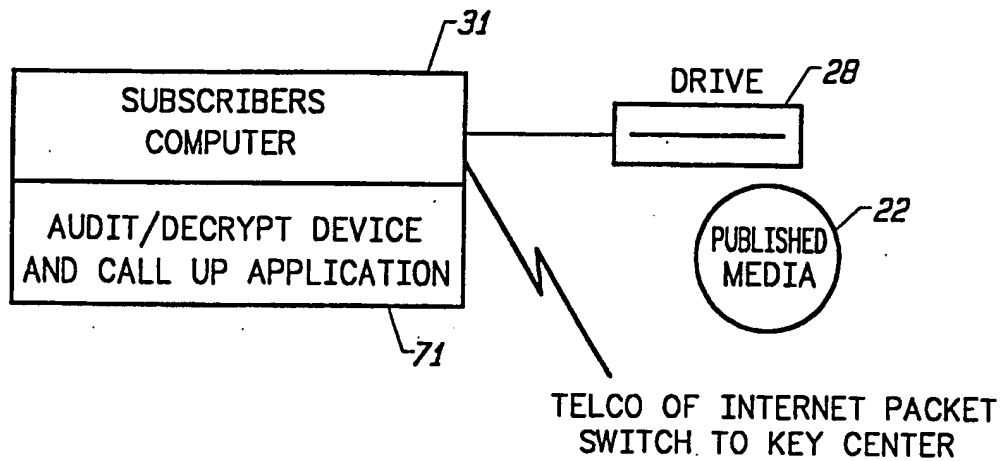 31
SUBSCRIBERS
COMPUTER
DRIVE
28
AUDIT/DECRYPT DEVICE
AND CALL UP APPLICATION
71
22
PUBLISHED
MEDIA
TELCO OF INTERNET PACKET
SWITCH TO KEY CENTER